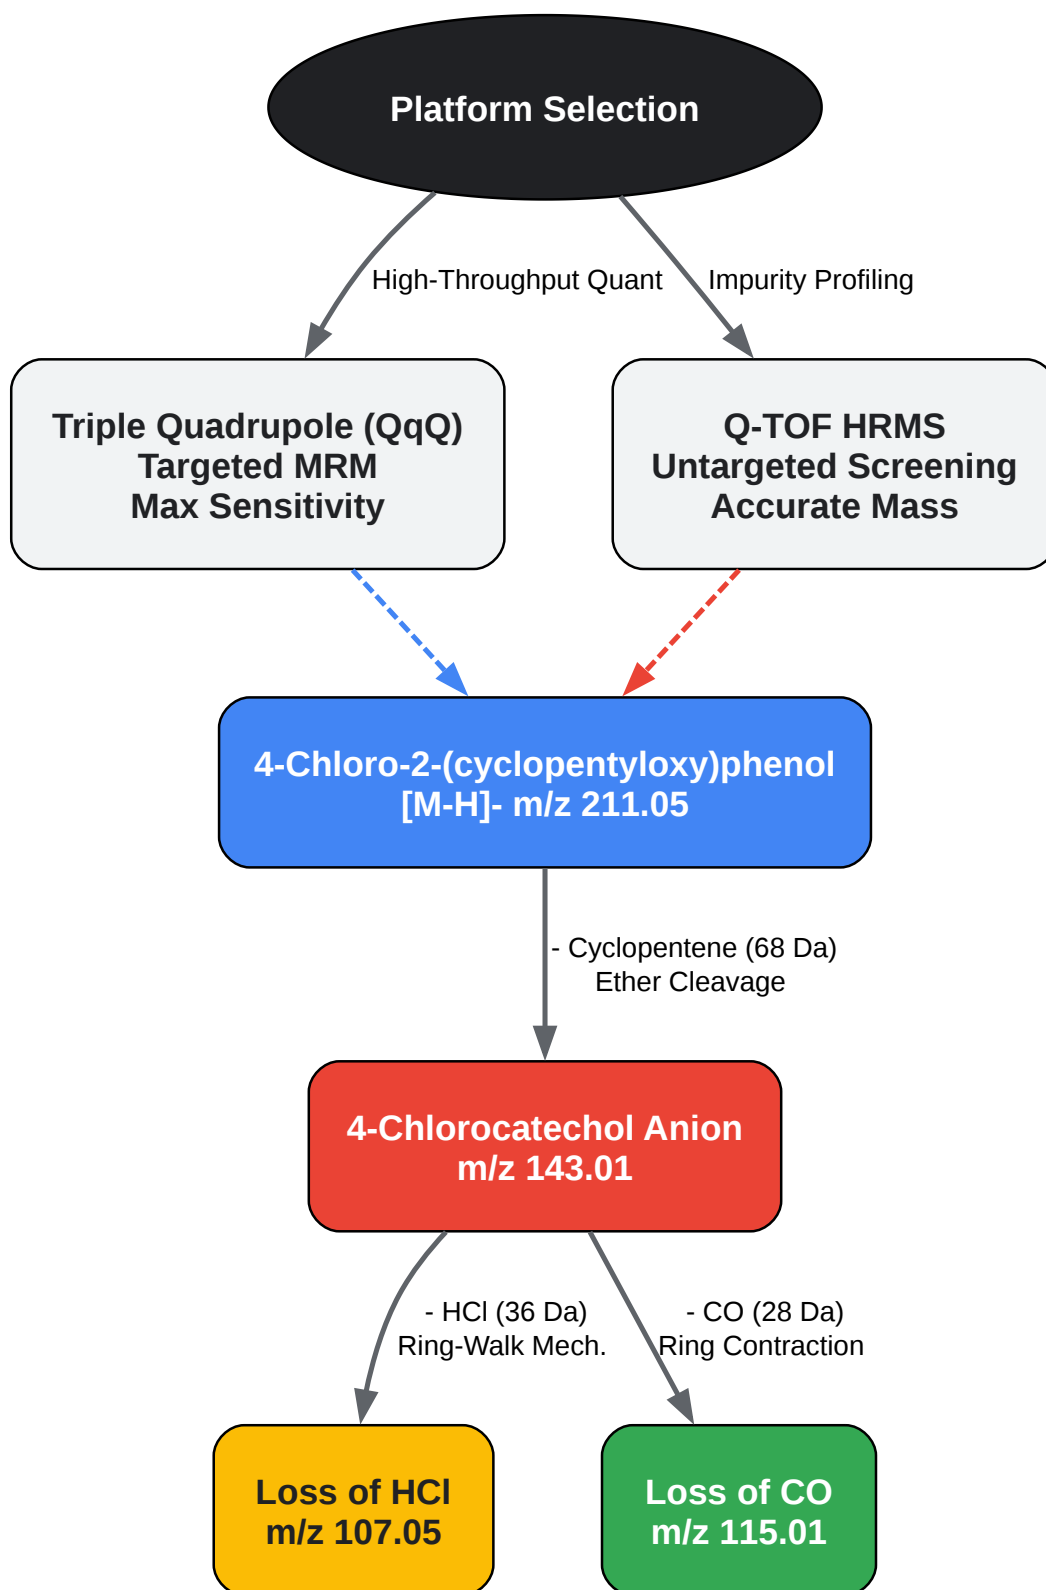 Platform Selection
High-Throughput Quant
Impurity Profiling
Triple Quadrupole (QqQ)
Targeted MRM
Max Sensitivity
Q-TOF HRMS
Untargeted Screening
Accurate Mass
4-Chloro-2-(cyclopentyloxy)phenol
[M-H]- m/z 211.05
- Cyclopentene (68 Da)
Ether Cleavage
4-Chlorocatechol Anion
m/z 143.01
- HCl (36 Da)
Ring-Walk Mech.
- CO (28 Da)
Ring Contraction
Loss of HCl
m/z 107.05
Loss of CO
m/z 115.01